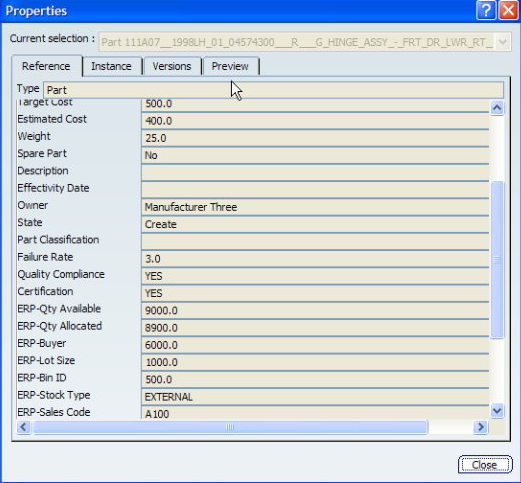 Properties
Current selection : Part 111A07__1998LH_01_04574300___R___G_HINGE_ASSY_-_FRT_DR_LWR_RT_
Reference Instance Versions Preview
Type Part
Target Cost 500.0
Estimated Cost 400.0
Weight 25.0
Spare Part No
Description
Effectivity Date
Owner Manufacturer Three
State Create
Part Classification
Failure Rate 3.0
Quality Compliance YES
Certification YES
ERP-Qty Available 9000.0
ERP-Qty Allocated 8900.0
ERP-Buyer 6000.0
ERP-Lot Size 1000.0
ERP-Bin ID 500.0
ERP-Stock Type EXTERNAL
ERP-Sales Code A100
Close